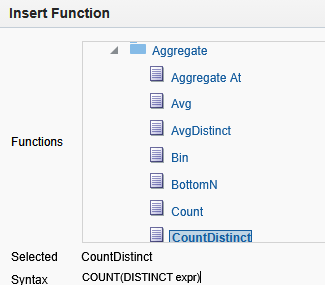 Insert Function
Aggregate
Aggregate At
Avg
AvgDistinct
Functions
Bin
BottomN
Count
CountDistinct
Selected CountDistinct
Syntax COUNT(DISTINCT expr)